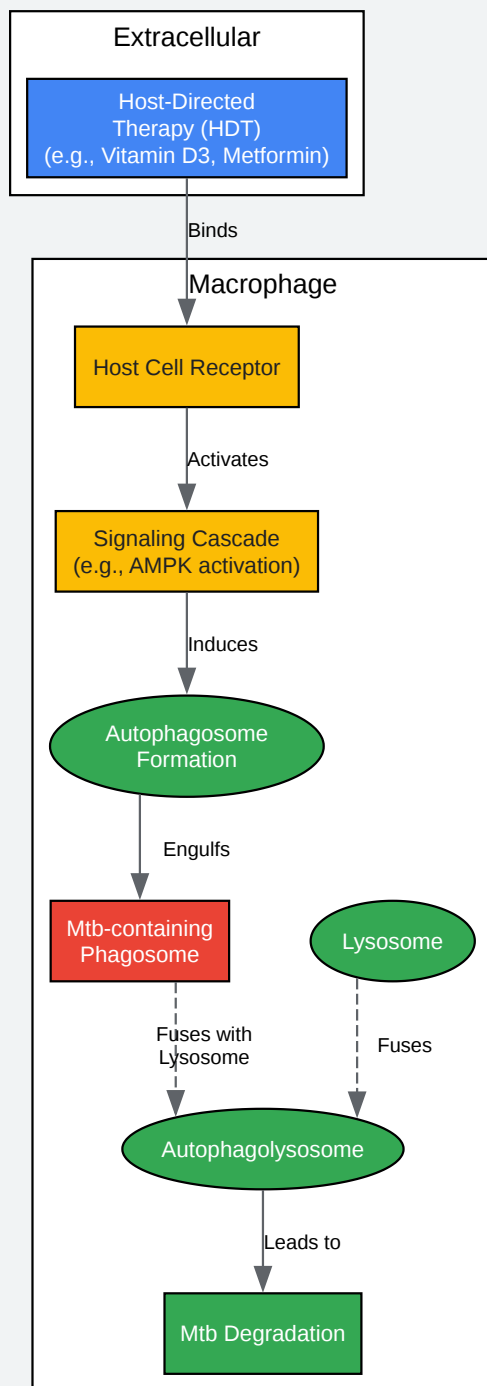 Extracellular
Host-Directed
Therapy (HDT)
(e.g., Vitamin D3, Metformin)
Binds
Macrophage
Host Cell Receptor
Activates
Signaling Cascade
(e.g., AMPK activation)
Induces
Autophagosome
Formation
Engulfs
Mtb-containing
Phagosome
Lysosome
Fuses with
Lysosome
Fuses
Autophagolysosome
Leads to
Mtb Degradation